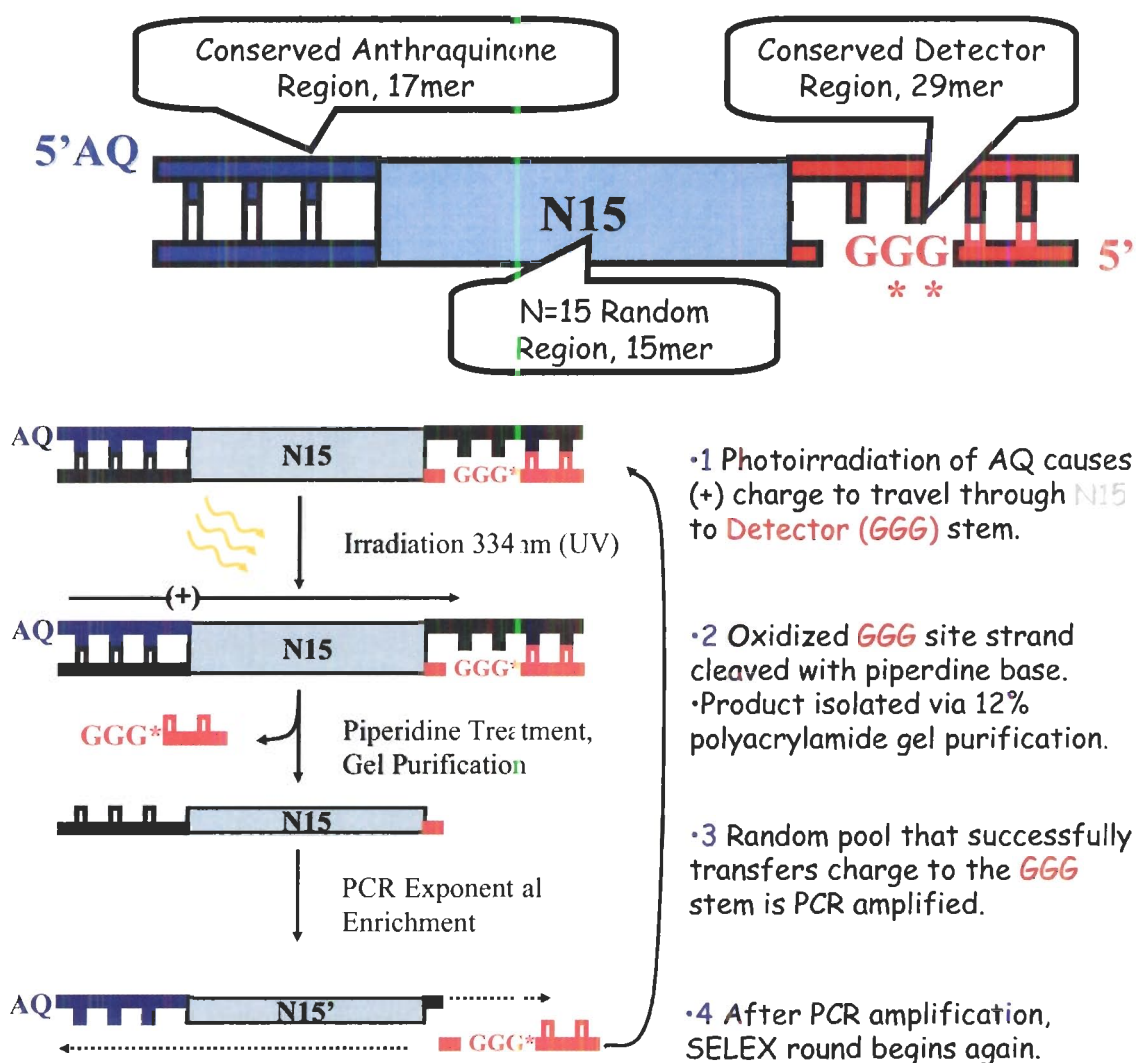 Conserved Anthraquinone
Region, 17mer
Conserved Detector
Region, 29mer
5'AQ
N15
GGG
* *
5'
N=15 Random
Region, 15mer
AQ
N15
GGG*
Irradiation 334 nm (UV)
(+)
AQ
N15
GGG*
GGG*
Piperidine Treatment,
Gel Purification
N15
PCR Exponential
Enrichment
AQ
N15'
GGG*
•1 Photoirradiation of AQ causes
(+) charge to travel through N15
to Detector (GGG) stem.
•2 Oxidized GGG site strand
cleaved with piperdine base.
•Product isolated via 12%
polyacrylamide gel purification.
•3 Random pool that successfully
transfers charge to the GGG
stem is PCR amplified.
•4 After PCR amplification,
SELEX round begins again.